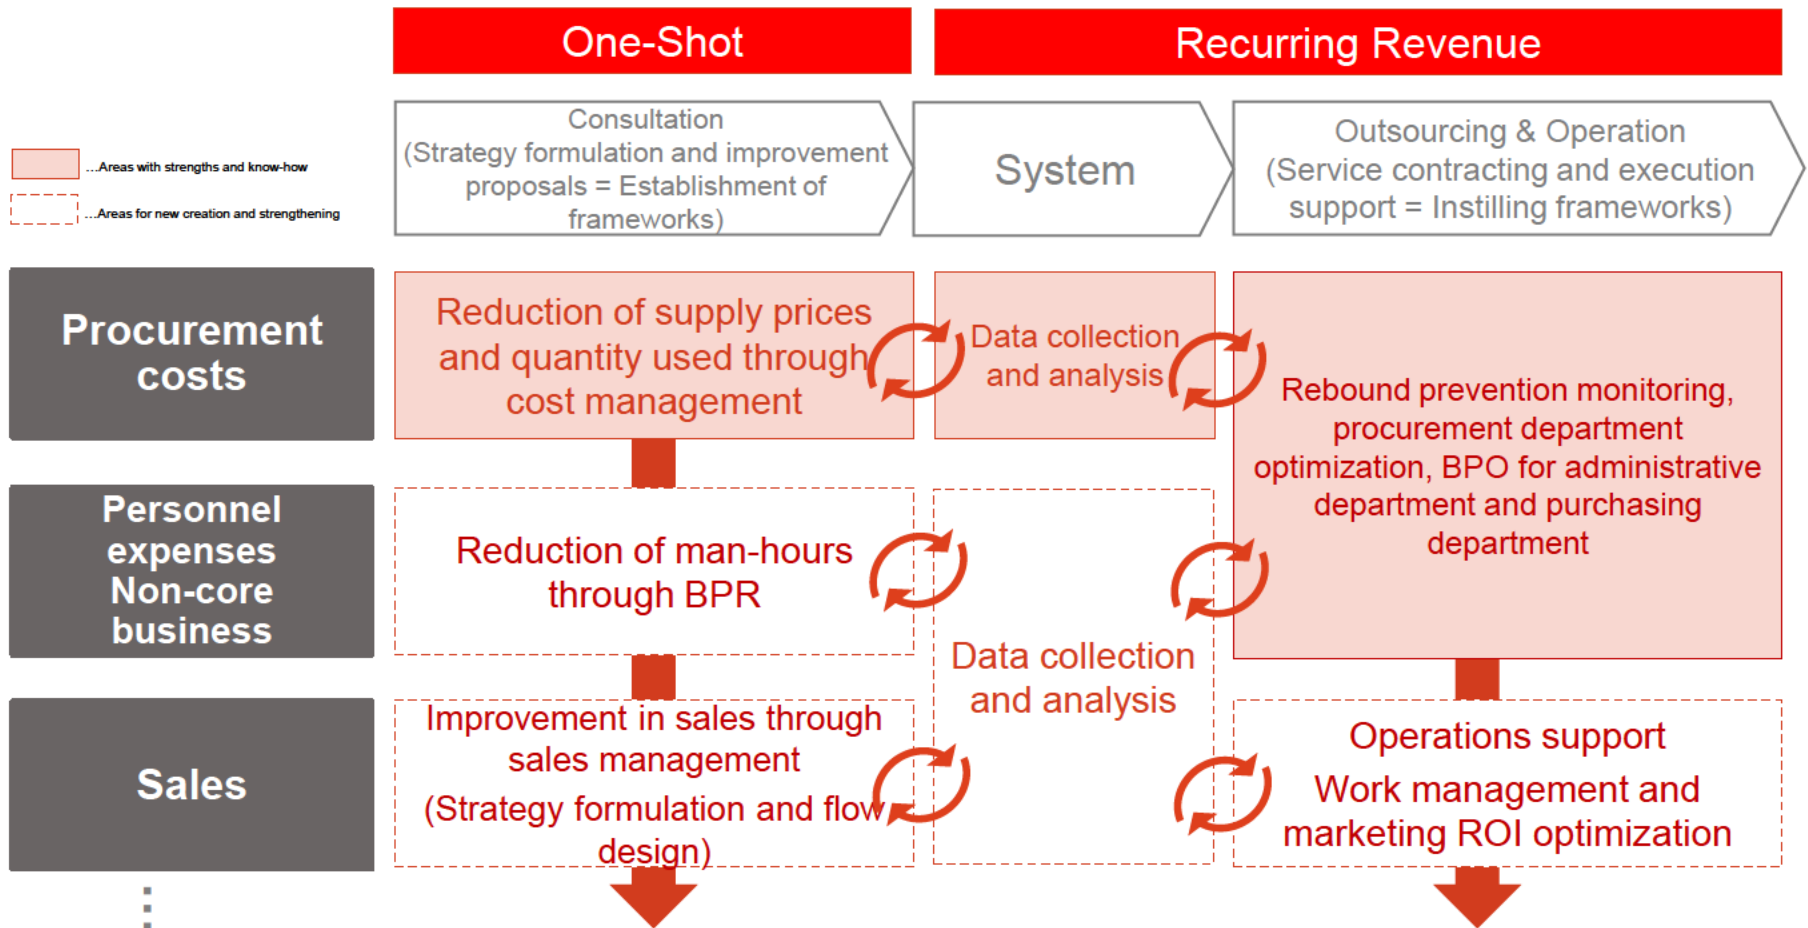 One-Shot
Recurring Revenue
Consultation
(Strategy formulation and improvement
proposals = Establishment of
frameworks)
System
Outsourcing & Operation
(Service contracting and execution
support = Instilling frameworks)
...Areas with strengths and know-how
...Areas for new creation and strengthening
Procurement
costs
Reduction of supply prices
and quantity used through
cost management
Data collection
and analysis
Rebound prevention monitoring,
procurement department
optimization, BPO for administrative
department and purchasing
department
Personnel
expenses
Non-core
business
Reduction of man-hours
through BPR
Data collection
and analysis
Sales
Improvement in sales through
sales management
(Strategy formulation and flow
design)
Operations support
Work management and
marketing ROI optimization